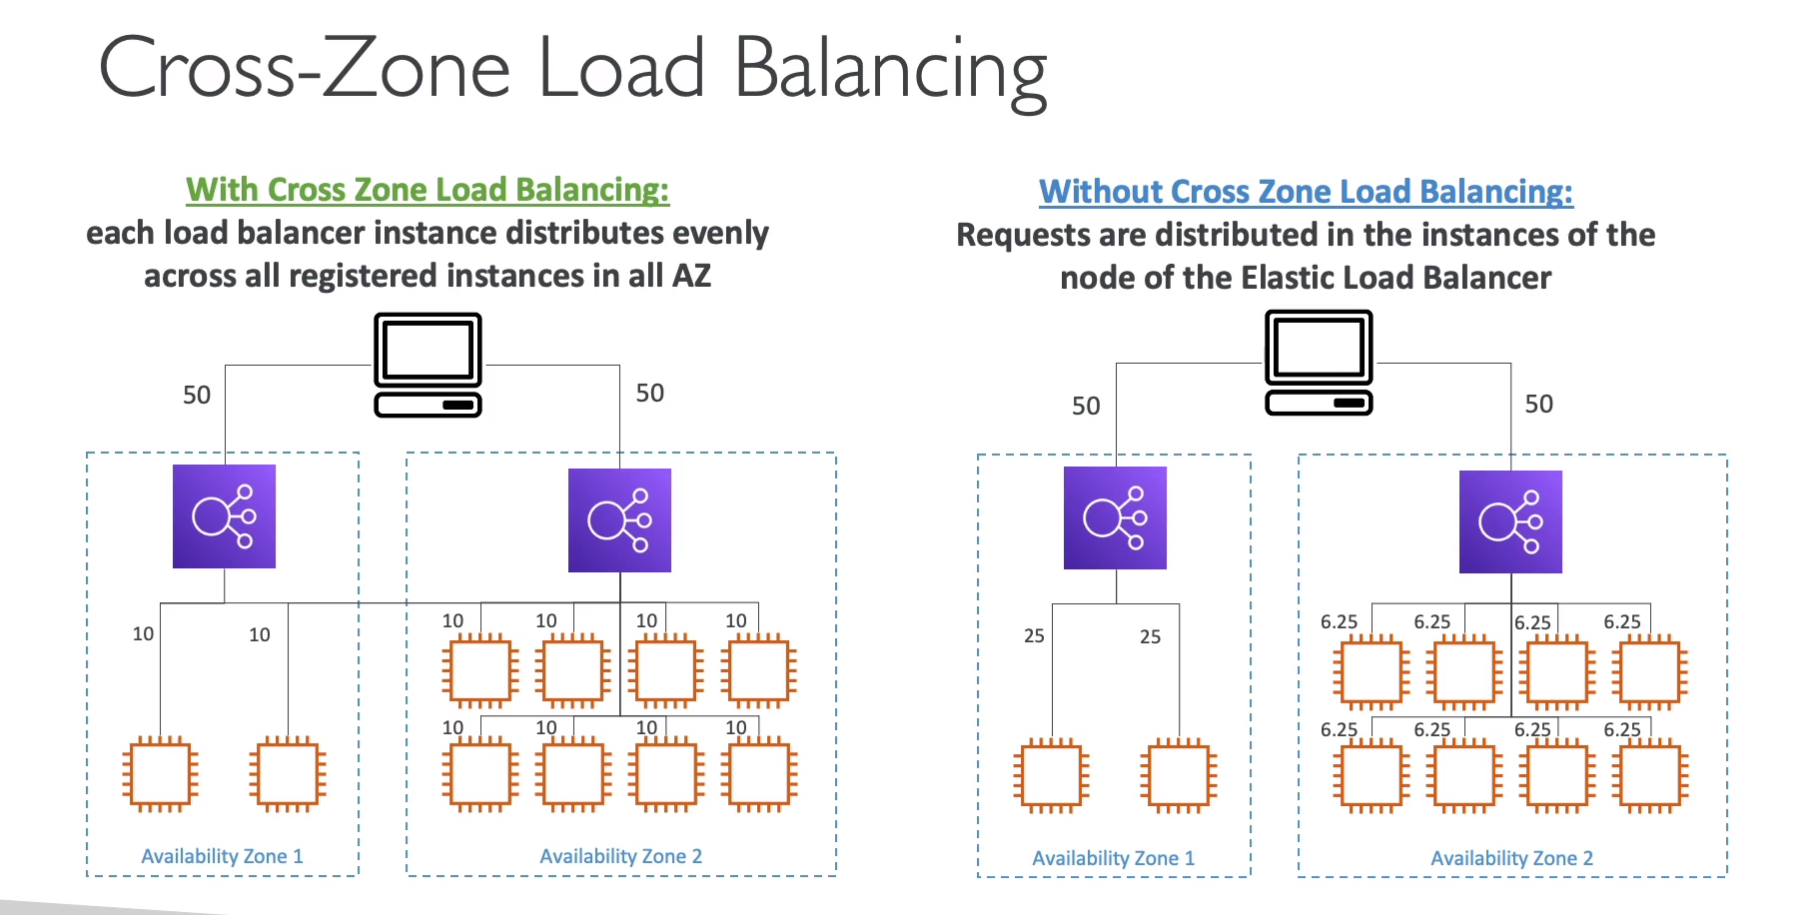 Cross-Zone Load Balancing
With Cross Zone Load Balancing:
each load balancer instance distributes evenly
across all registered instances in all AZ
50
50
10
10
10
10
10
10
10
10
10
10
Availability Zone 1
Availability Zone 2
Without Cross Zone Load Balancing:
Requests are distributed in the instances of the
node of the Elastic Load Balancer
50
50
25
25
6.25
6.25
6.25
6.25
6.25
6.25
6.25
6.25
Availability Zone 1
Availability Zone 2